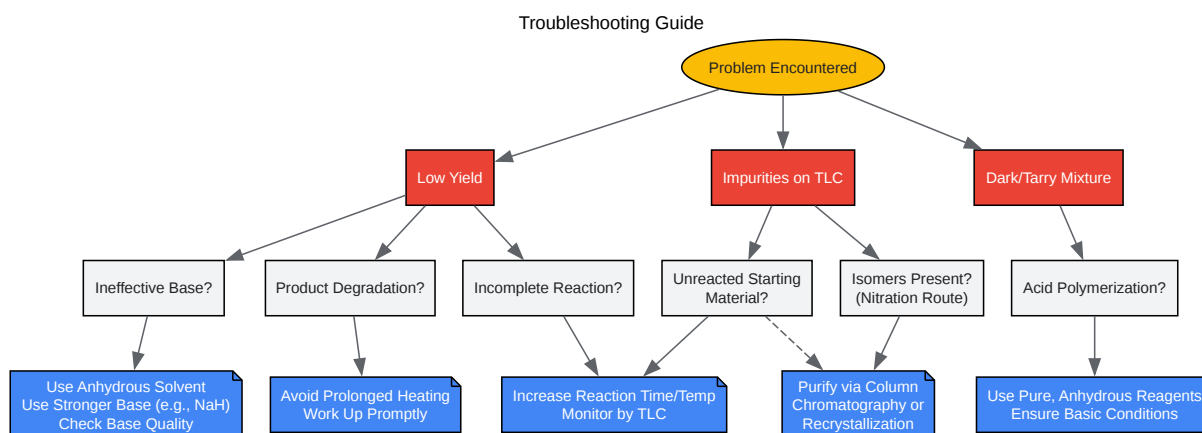 Troubleshooting Guide
Problem Encountered
Low Yield
Impurities on TLC
Dark/Tarry Mixture
Ineffective Base?
Product Degradation?
Incomplete Reaction?
Unreacted Starting
Material?
Isomers Present?
(Nitration Route)
Acid Polymerization?
Use Anhydrous Solvent
Use Stronger Base (e.g., NaH)
Check Base Quality
Avoid Prolonged Heating
Work Up Promptly
Increase Reaction Time/Temp
Monitor by TLC
Purify via Column
Chromatography or
Recrystallization
Use Pure, Anhydrous Reagents
Ensure Basic Conditions